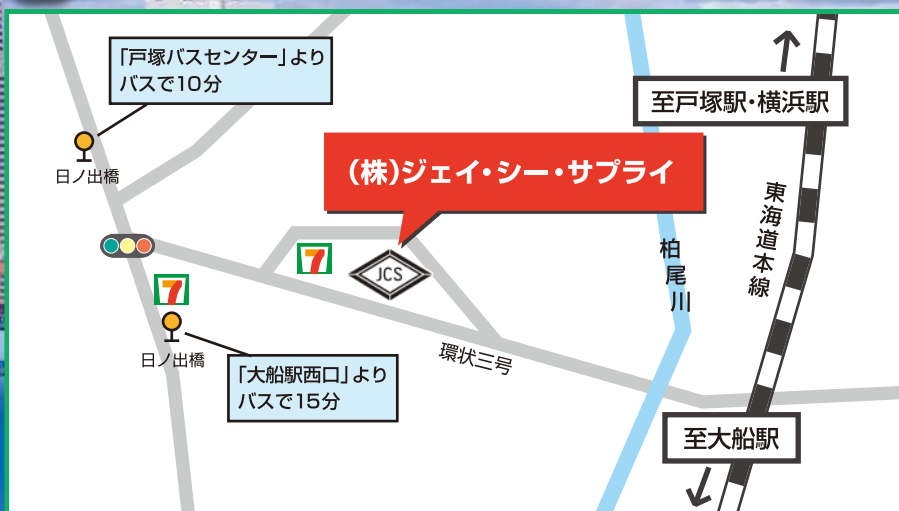 「戸塚バスセンター」より
バスで10分
至戸塚駅・横浜駅
日ノ出橋
(株)ジェイ・シー・サプライ
東海道本線
柏尾川
7
JCS
7
環状三号
日ノ出橋
「大船駅西口」より
バスで15分
至大船駅